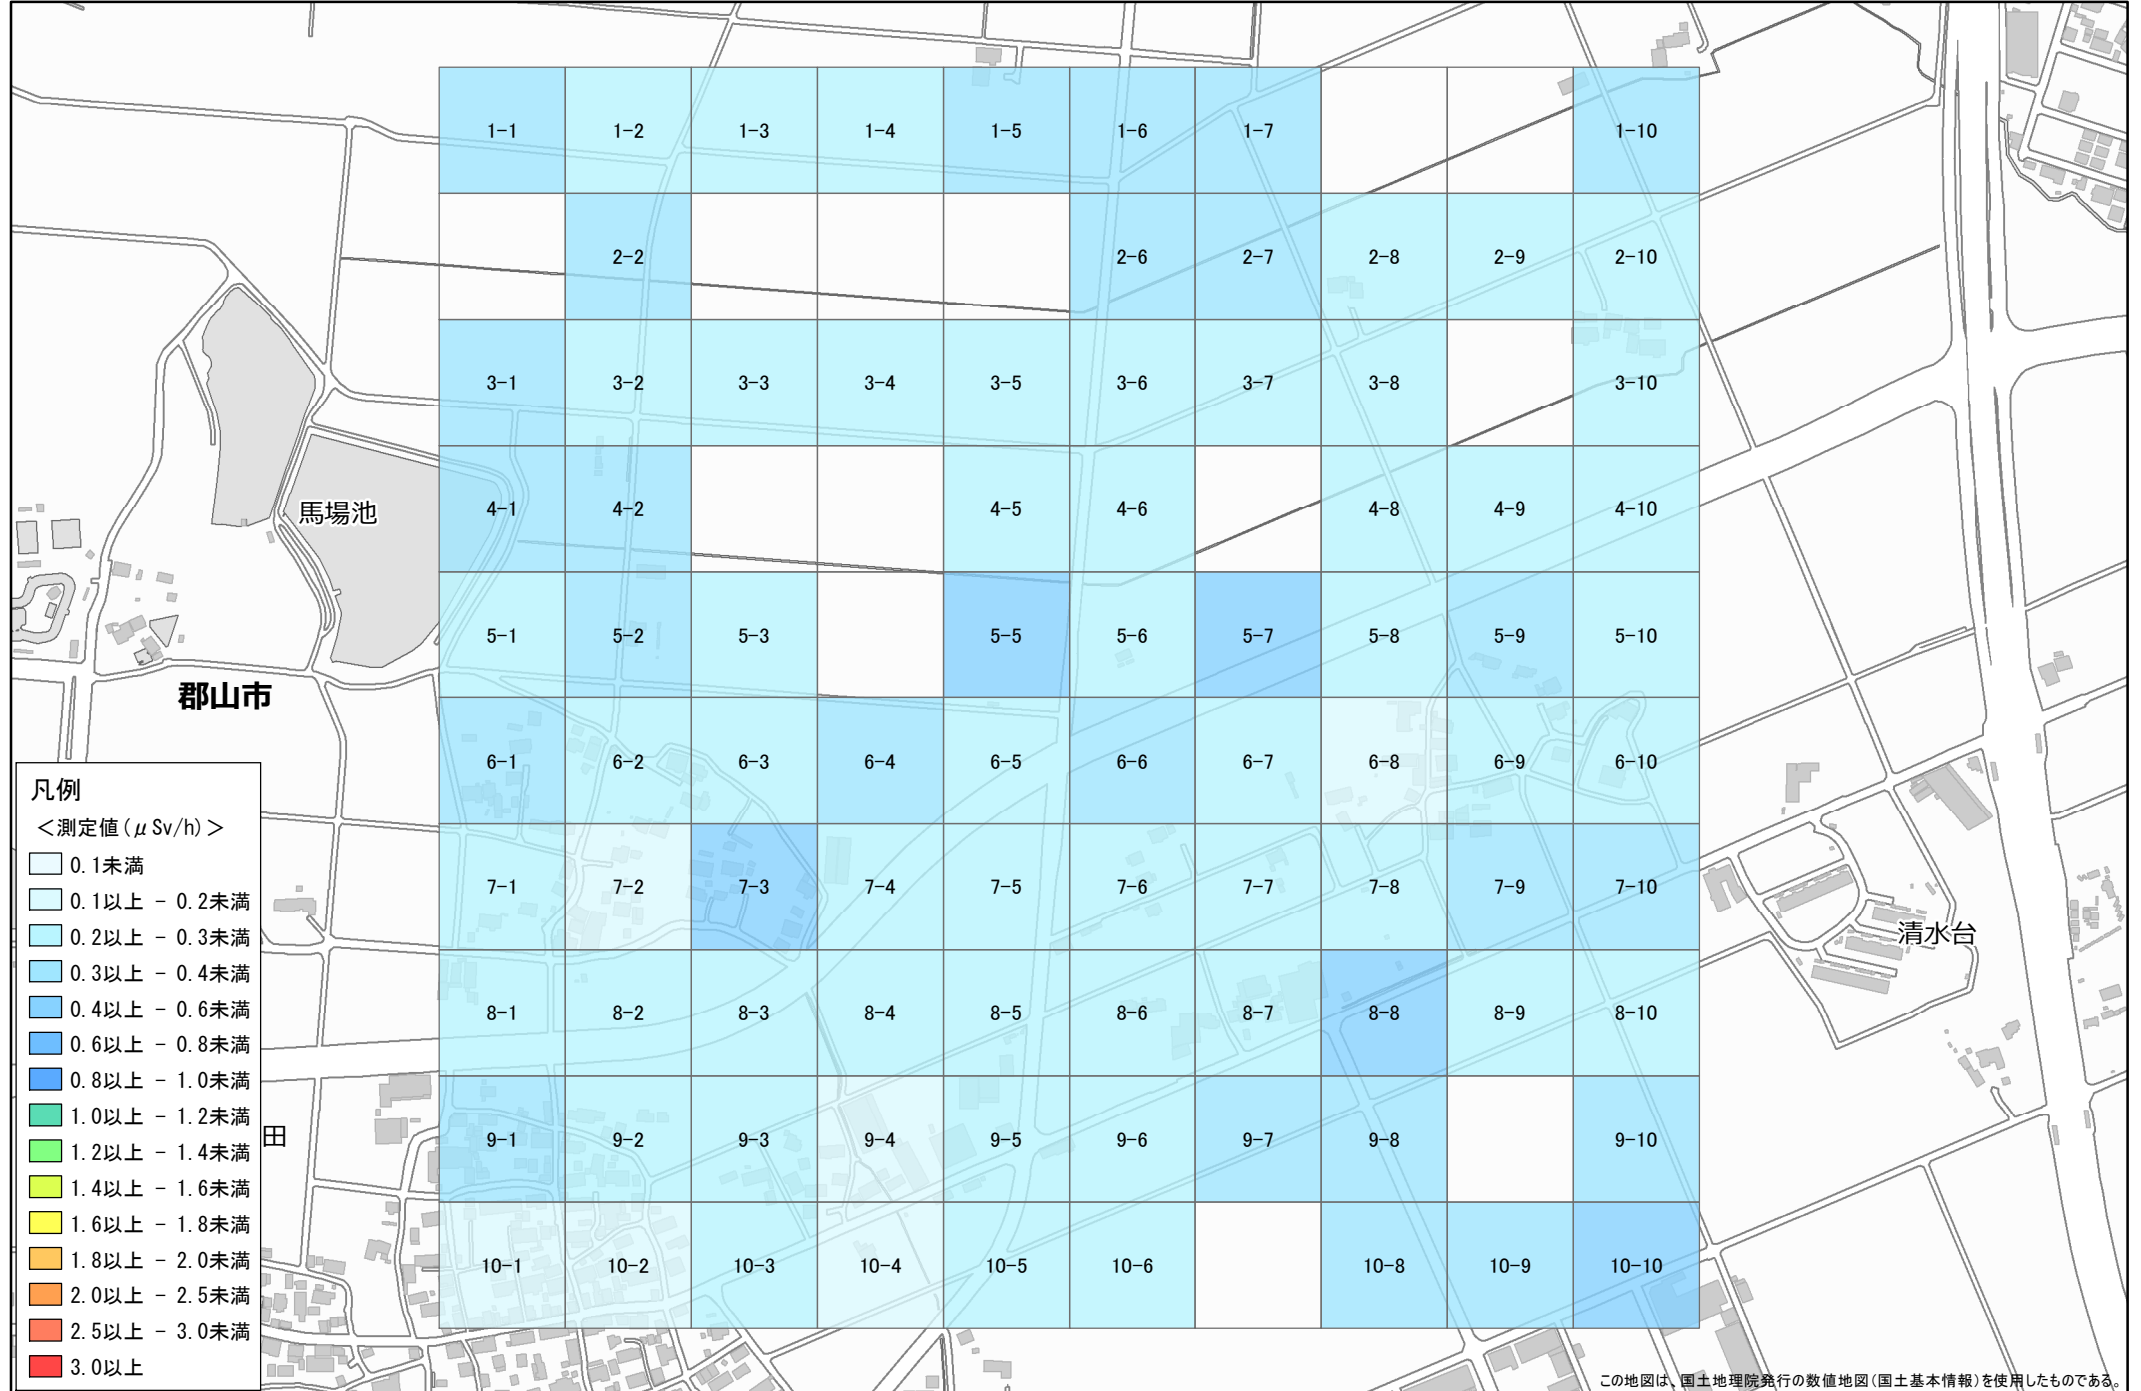 1-1 1-2 1-3 1-4 1-5 1-6 1-7 1-10
2-2 2-6 2-7 2-8 2-9 2-10
3-1 3-2 3-3 3-4 3-5 3-6 3-7 3-8 3-10
4-1 4-2 4-5 4-6 4-8 4-9 4-10
馬場池
5-1 5-2 5-3 5-5 5-6 5-7 5-8 5-9 5-10
郡山市
6-1 6-2 6-3 6-4 6-5 6-6 6-7 6-8 6-9 6-10
7-1 7-2 7-3 7-4 7-5 7-6 7-7 7-8 7-9 7-10
清水台
8-1 8-2 8-3 8-4 8-5 8-6 8-7 8-8 8-9 8-10
田
9-1 9-2 9-3 9-4 9-5 9-6 9-7 9-8 9-10
10-1 10-2 10-3 10-4 10-5 10-6 10-8 10-9 10-10
凡例
＜測定値(μSv/h)＞
0.1未満
0.1以上 - 0.2未満
0.2以上 - 0.3未満
0.3以上 - 0.4未満
0.4以上 - 0.6未満
0.6以上 - 0.8未満
0.8以上 - 1.0未満
1.0以上 - 1.2未満
1.2以上 - 1.4未満
1.4以上 - 1.6未満
1.6以上 - 1.8未満
1.8以上 - 2.0未満
2.0以上 - 2.5未満
2.5以上 - 3.0未満
3.0以上
この地図は、国土地理院発行の数値地図(国土基本情報)を使用したものである。